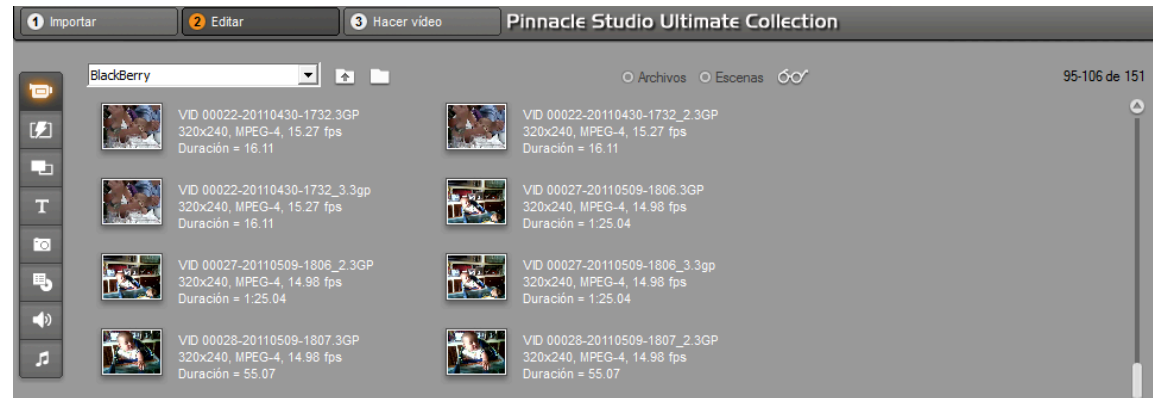 1 Importar
2 Editar
3 Hacer vídeo
Pinnacle Studio Ultimate Collection
BlackBerry
Archivos
Escenas
95-106 de 151
VID 00022-20110430-1732.3GP
320x240, MPEG-4, 15.27 fps
Duración = 16.11
VID 00022-20110430-1732_2.3GP
320x240, MPEG-4, 15.27 fps
Duración = 16.11
VID 00022-20110430-1732_3.3gp
320x240, MPEG-4, 15.27 fps
Duración = 16.11
VID 00027-20110509-1806.3GP
320x240, MPEG-4, 14.98 fps
Duración = 1:25.04
VID 00027-20110509-1806_2.3GP
320x240, MPEG-4, 14.98 fps
Duración = 1:25.04
VID 00027-20110509-1806_3.3gp
320x240, MPEG-4, 14.98 fps
Duración = 1:25.04
VID 00028-20110509-1807.3GP
320x240, MPEG-4, 14.98 fps
Duración = 55.07
VID 00028-20110509-1807_2.3GP
320x240, MPEG-4, 14.98 fps
Duración = 55.07
T